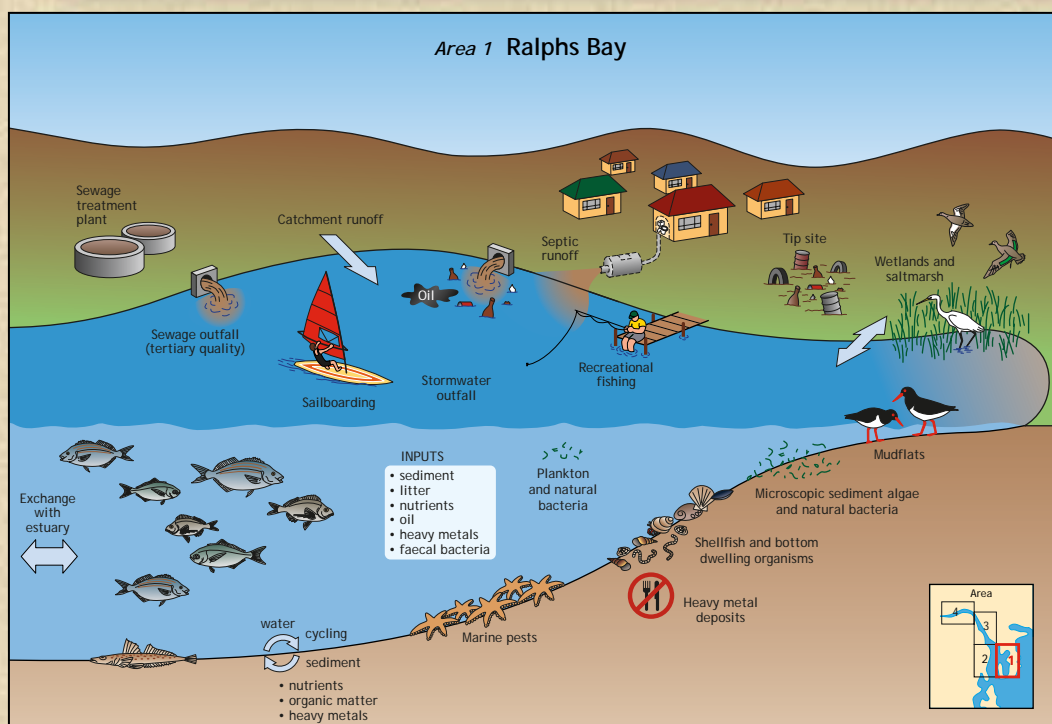 Area 1 Ralphs Bay
Sewage
treatment
plant
Catchment runoff
Septic
runoff
Tip site
Wetlands and
saltmarsh
Oil
Sewage outfall
(tertiary quality)
Sailboarding
Stormwater
outfall
Recreational
fishing
Mudflats
Exchange
with
estuary
INPUTS
• sediment
• litter
• nutrients
• oil
• heavy metals
• faecal bacteria
Plankton
and natural
bacteria
Microscopic sediment algae
and natural bacteria
Shellfish and bottom
dwelling organisms
Heavy metal
deposits
Marine pests
water
cycling
sediment
• nutrients
• organic matter
• heavy metals
Area
4
3
2
1